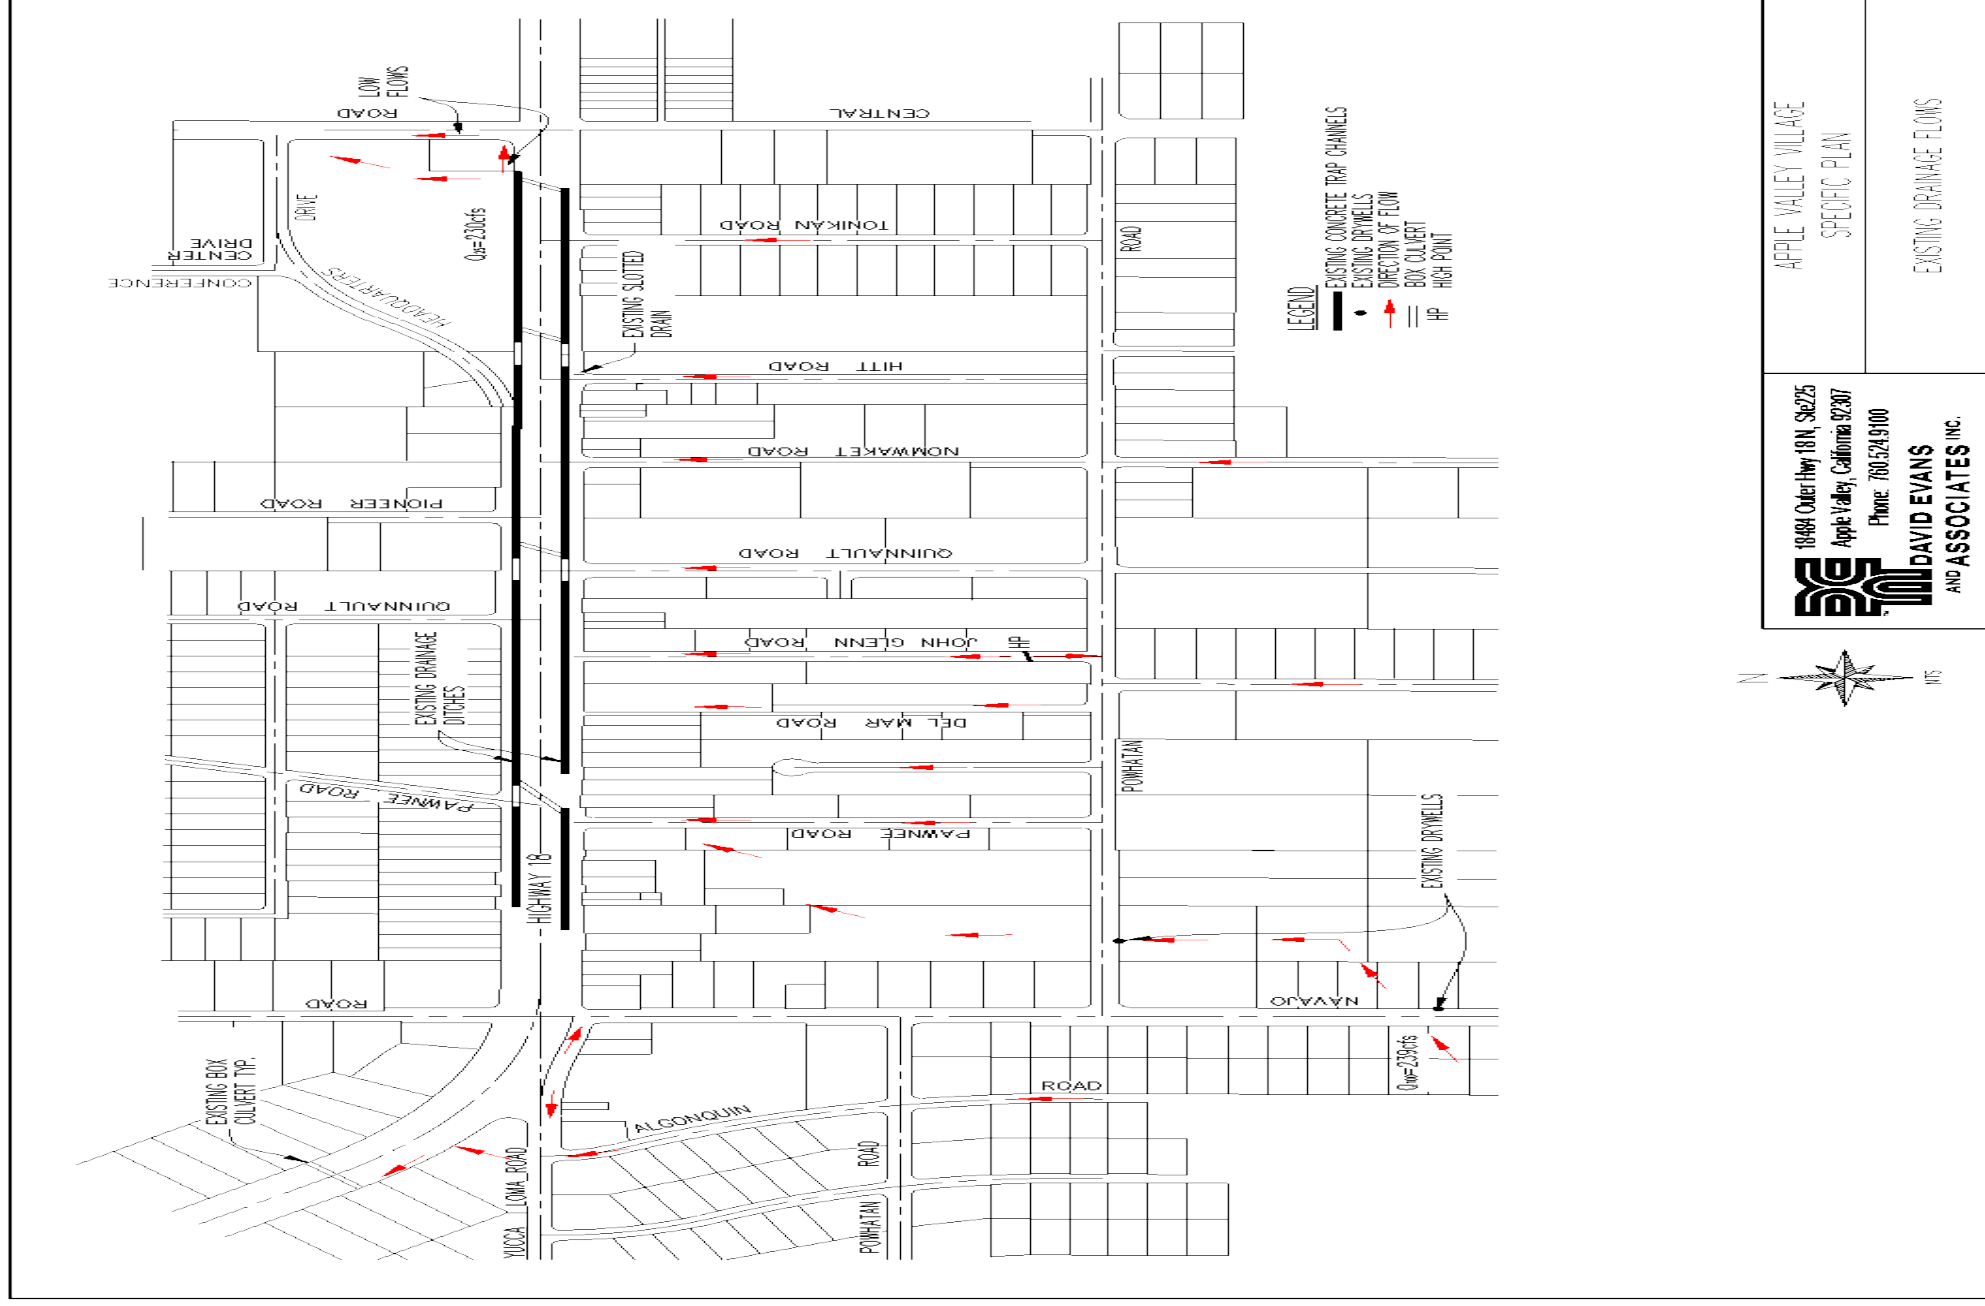 LOW
FLOWS
ROAD
CENTRAL
DRIVE
CENTER
DRIVE
CONFERENCE
HEADQUARTERS
Q25=230cfs
TONIKAN ROAD
EXISTING SLOTTED
DRAIN
HITT ROAD
NOMWAKET ROAD
PIONEER ROAD
QUINNAULT
ROAD
QUINNAULT ROAD
EXISTING DRAINAGE
DITCHES
JOHN GLENN ROAD
HP
DEL MAR ROAD
PAWNEE ROAD
PAWNEE ROAD
HIGHWAY 18
ROAD
POWHATAN
EXISTING DRYWELLS
ROAD
NAVAJO
Q100=239cfs
EXISTING BOX
CULVERT TYP.
YUCCA LOMA ROAD
ALGONQUIN
ROAD
POWHATAN
ROAD
LEGEND
EXISTING CONCRETE TRAP CHANNELS
EXISTING DRYWELLS
DIRECTION OF FLOW
BOX CULVERT
HP HIGH POINT
N
NTS
APPLE VALLEY VILLAGE
SPECIFIC PLAN
EXISTING DRAINAGE FLOWS
18484 Outer Hwy 18 N, Ste 225
Apple Valley, California 92307
Phone: 760.524.9100
DAVID EVANS
AND ASSOCIATES INC.